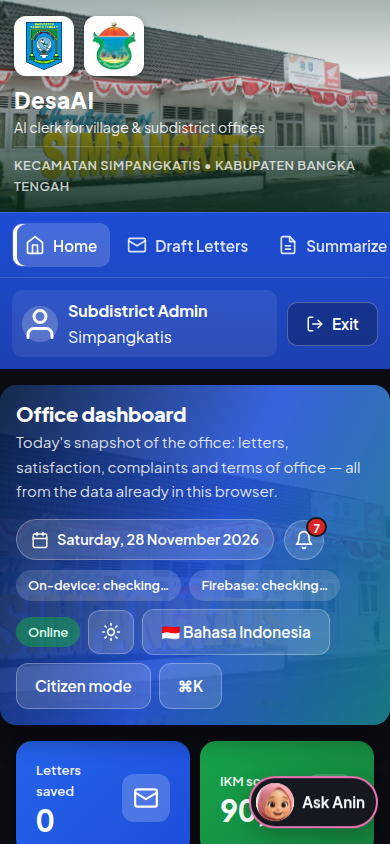 DesaAI
AI clerk for village & subdistrict offices
KECAMATAN SIMPANGKATIS • KABUPATEN BANGKA
TENGAH
SIMPANGKATIS
Home
Draft Letters
Summarize
Subdistrict Admin
Simpangkatis
Exit
Office dashboard
Today's snapshot of the office: letters,
satisfaction, complaints and terms of office — all
from the data already in this browser.
Saturday, 28 November 2026
7
On-device: checking…
Firebase: checking…
Online
Bahasa Indonesia
Citizen mode
⌘K
Letters
saved
0
IKM
90
Ask Anin